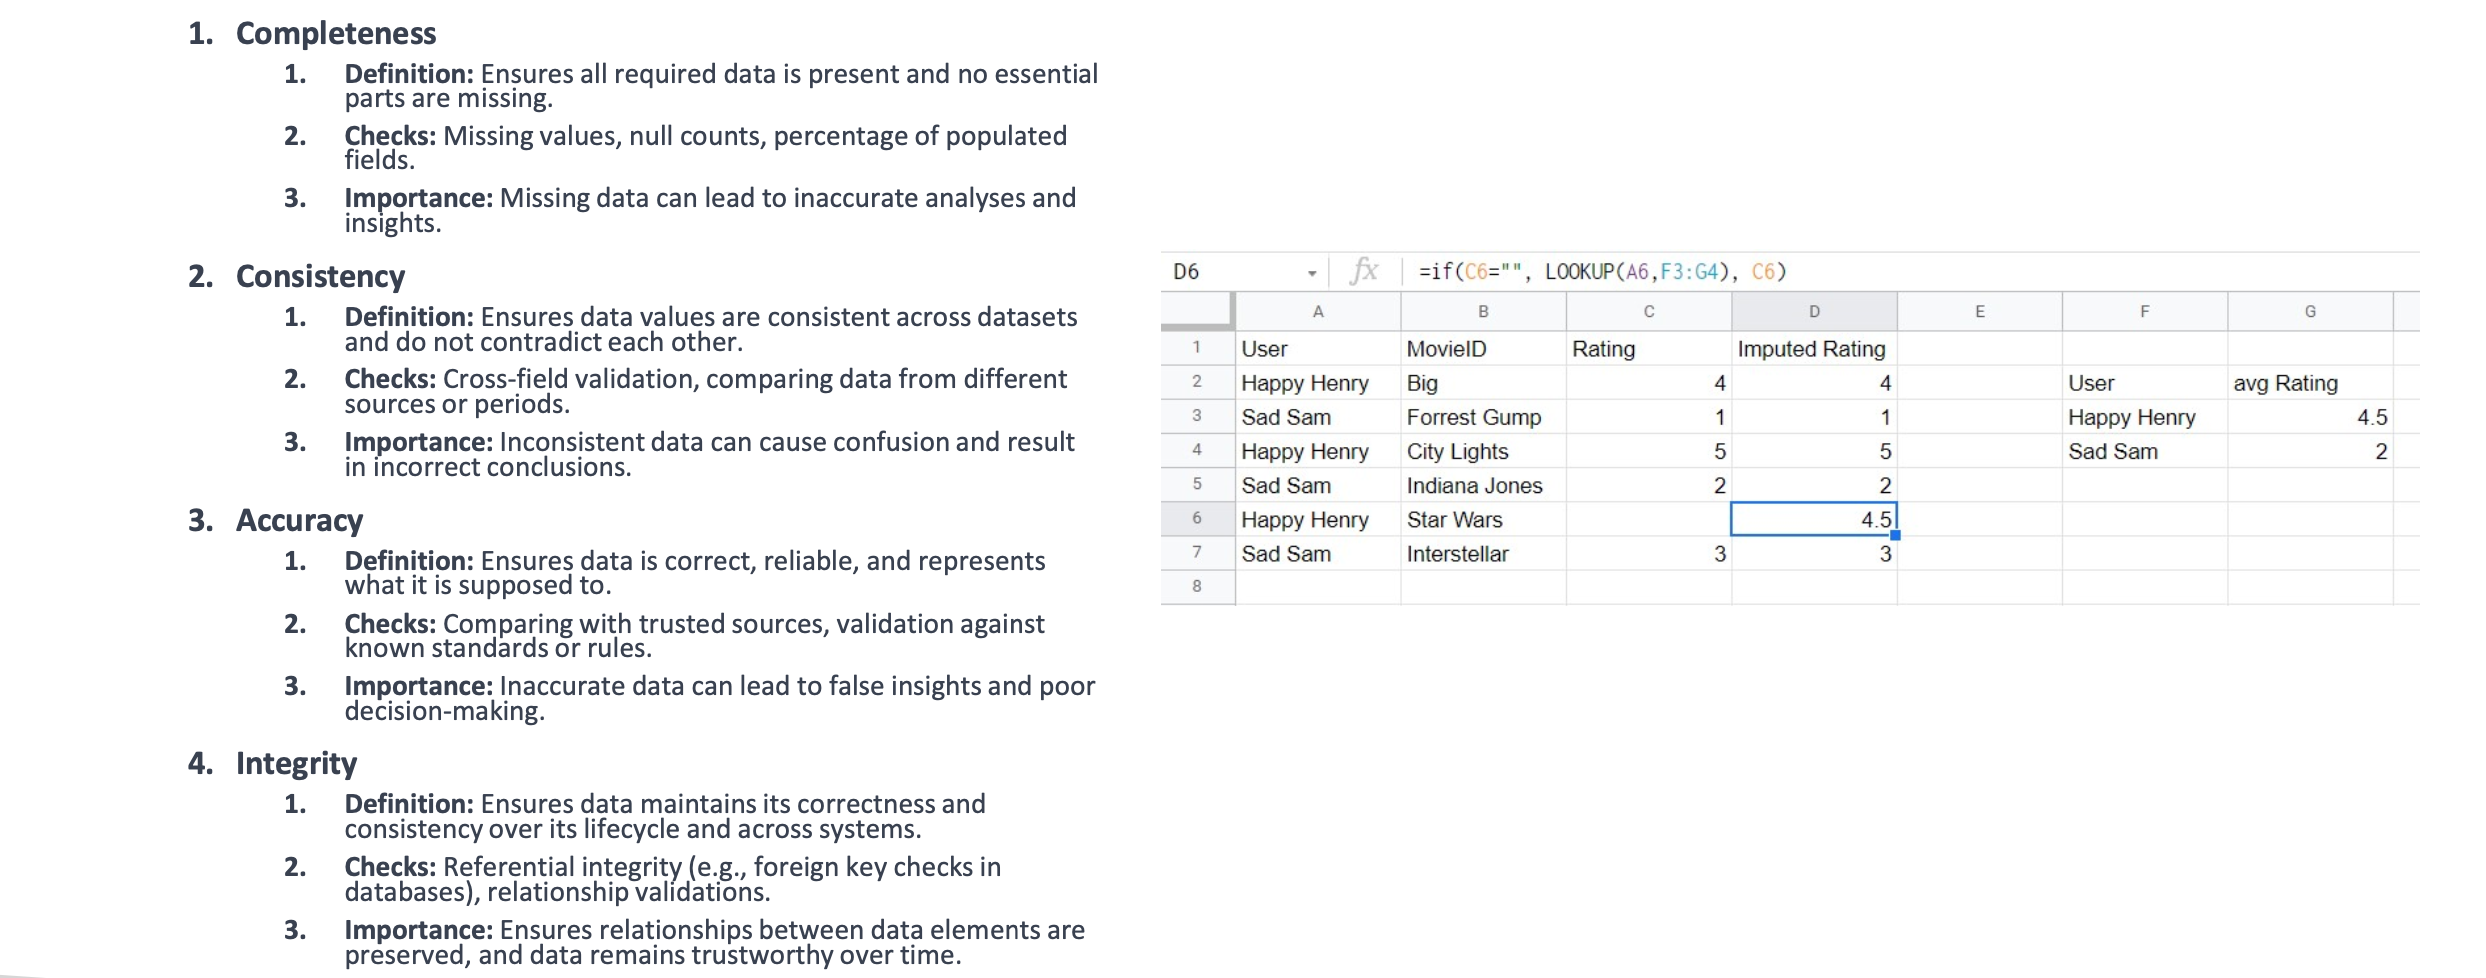 1. Completeness
1. Definition: Ensures all required data is present and no essential
parts are missing.
2. Checks: Missing values, null counts, percentage of populated
fields.
3. Importance: Missing data can lead to inaccurate analyses and
insights.
2. Consistency
1. Definition: Ensures data values are consistent across datasets
and do not contradict each other.
2. Checks: Cross-field validation, comparing data from different
sources or periods.
3. Importance: Inconsistent data can cause confusion and result
in incorrect conclusions.
3. Accuracy
1. Definition: Ensures data is correct, reliable, and represents
what it is supposed to.
2. Checks: Comparing with trusted sources, validation against
known standards or rules.
3. Importance: Inaccurate data can lead to false insights and poor
decision-making.
4. Integrity
1. Definition: Ensures data maintains its correctness and
consistency over its lifecycle and across systems.
2. Checks: Referential integrity (e.g., foreign key checks in
databases), relationship validations.
3. Importance: Ensures relationships between data elements are
preserved, and data remains trustworthy over time.
D6 fx =if(C6="", LOOKUP(A6,F3:G4), C6)
A B C D E F G
1 User MovieID Rating Imputed Rating
2 Happy Henry Big 4 4 User avg Rating
3 Sad Sam Forrest Gump 1 1 Happy Henry 4.5
4 Happy Henry City Lights 5 5 Sad Sam 2
5 Sad Sam Indiana Jones 2 2
6 Happy Henry Star Wars 4.5
7 Sad Sam Interstellar 3 3
8